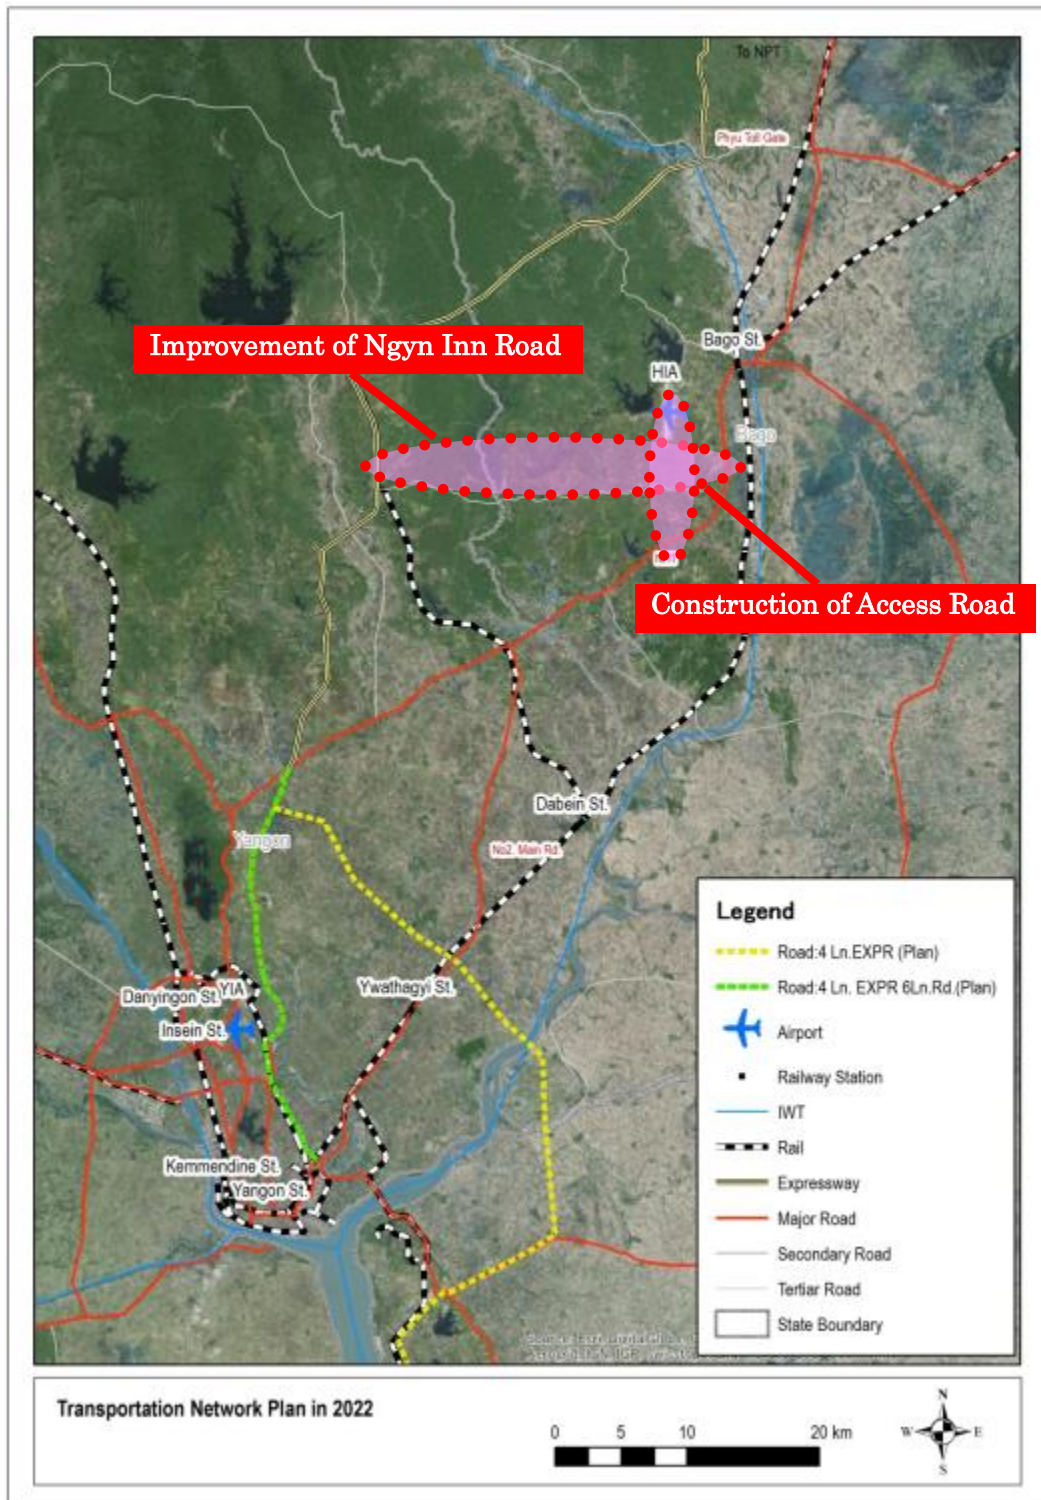 To NPT
Phyu Toll Gate
Improvement of Ngyn Inn Road
Bago St.
HIA
Bago
Construction of Access Road
Dabein St.
Yangon
No2. Main Rd.
Legend
Road:4 Ln.EXPR (Plan)
Road:4 Ln. EXPR 6Ln.Rd.(Plan)
Airport
Railway Station
IWT
Rail
Expressway
Major Road
Secondary Road
Tertiar Road
State Boundary
Ywathagyi St.
Danyingon St.
YIA
Insein St.
Kemmendine St.
Yangon St.
Transportation Network Plan in 2022
0 5 10 20 km
N
W E
S